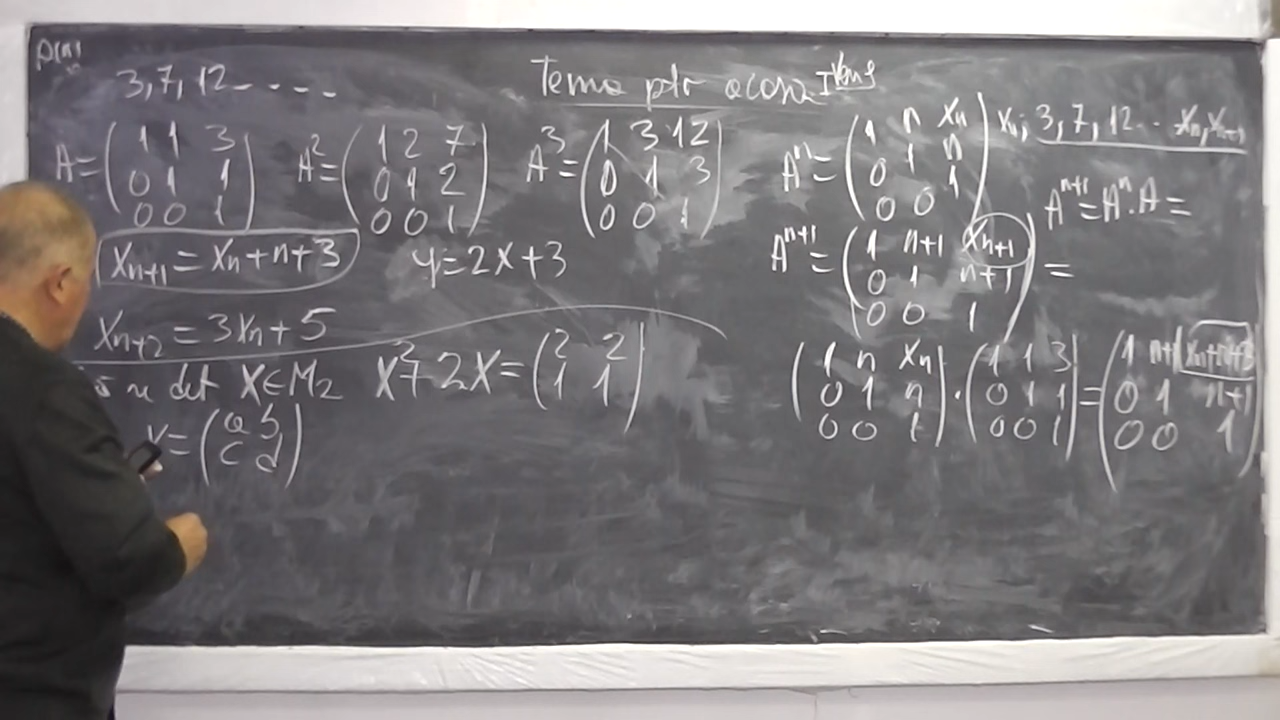 P(n)
3, 7, 12 - . . . .
Tema ptr acasa
A = ( 1 1 3 ; 0 1 1 ; 0 0 1 )
A² = ( 1 2 7 ; 0 1 2 ; 0 0 1 )
A³ = ( 1 3 12 ; 0 1 3 ; 0 0 1 )
xₙ₊₁ = xₙ + n + 3
y = 2x + 3
xₙ₊₂ = 3xₙ + 5
det X ∈ M₂ X² + 2X = ( 2 2 ; 1 1 )
= ( a b ; c d )
Aⁿ = ( 1 n xₙ ; 0 1 n ; 0 0 1 )
xₙ; 3, 7, 12 .. xₙ, xₙ₊₁
Aⁿ⁺¹ = Aⁿ . A =
Aⁿ⁺¹ = ( 1 n+1 xₙ₊₁ ; 0 1 n+1 ; 0 0 1 ) =
( 1 n xₙ ; 0 1 n ; 0 0 1 ) . ( 1 1 3 ; 0 1 1 ; 0 0 1 ) = ( 1 n+1 xₙ+n+3 ; 0 1 n+1 ; 0 0 1 )